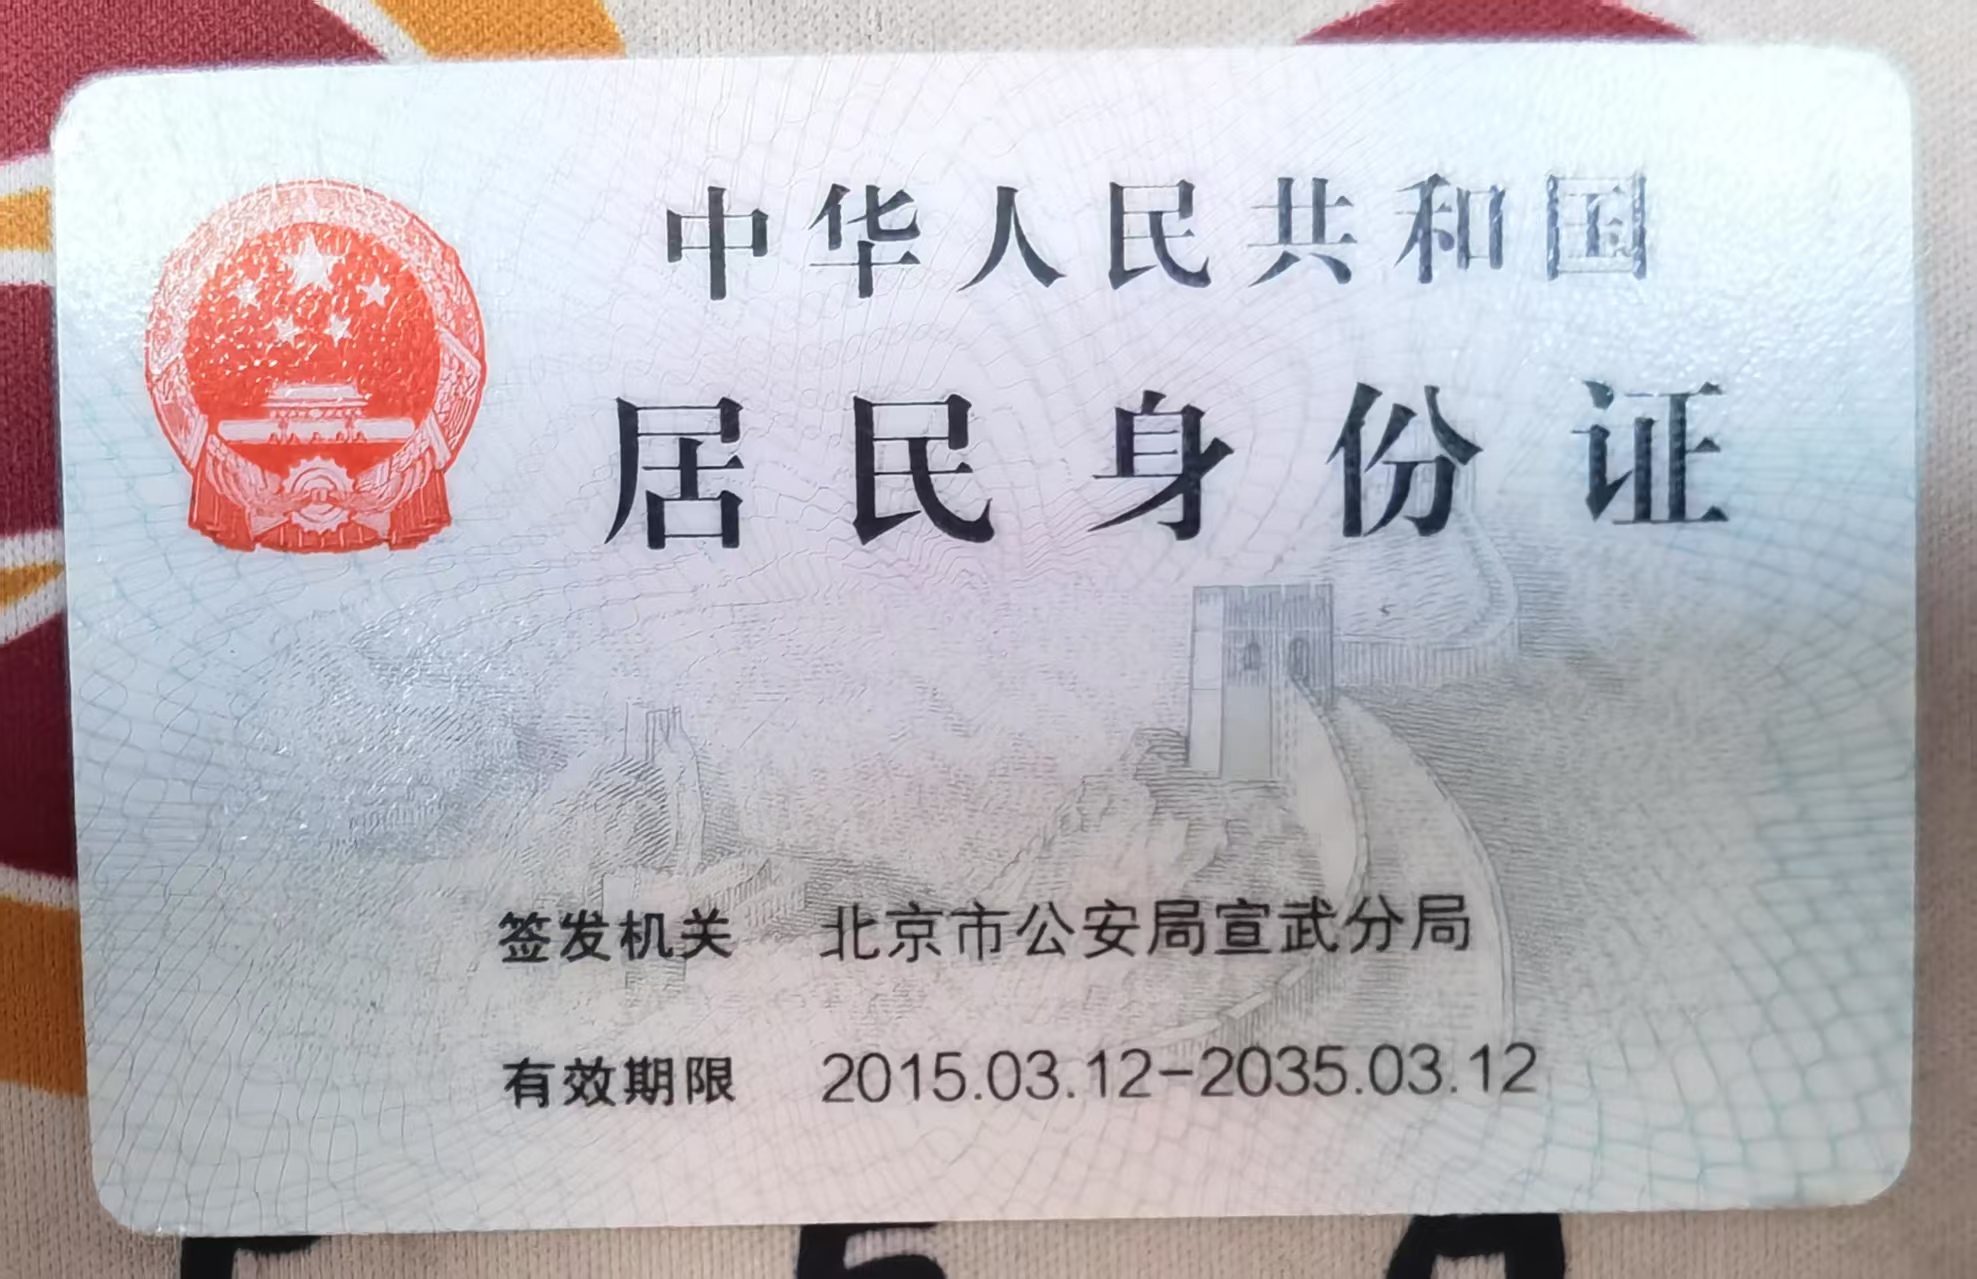 中华人民共和国
居民身份证
签发机关 北京市公安局宣武分局
有效期限 2015.03.12-2035.03.12